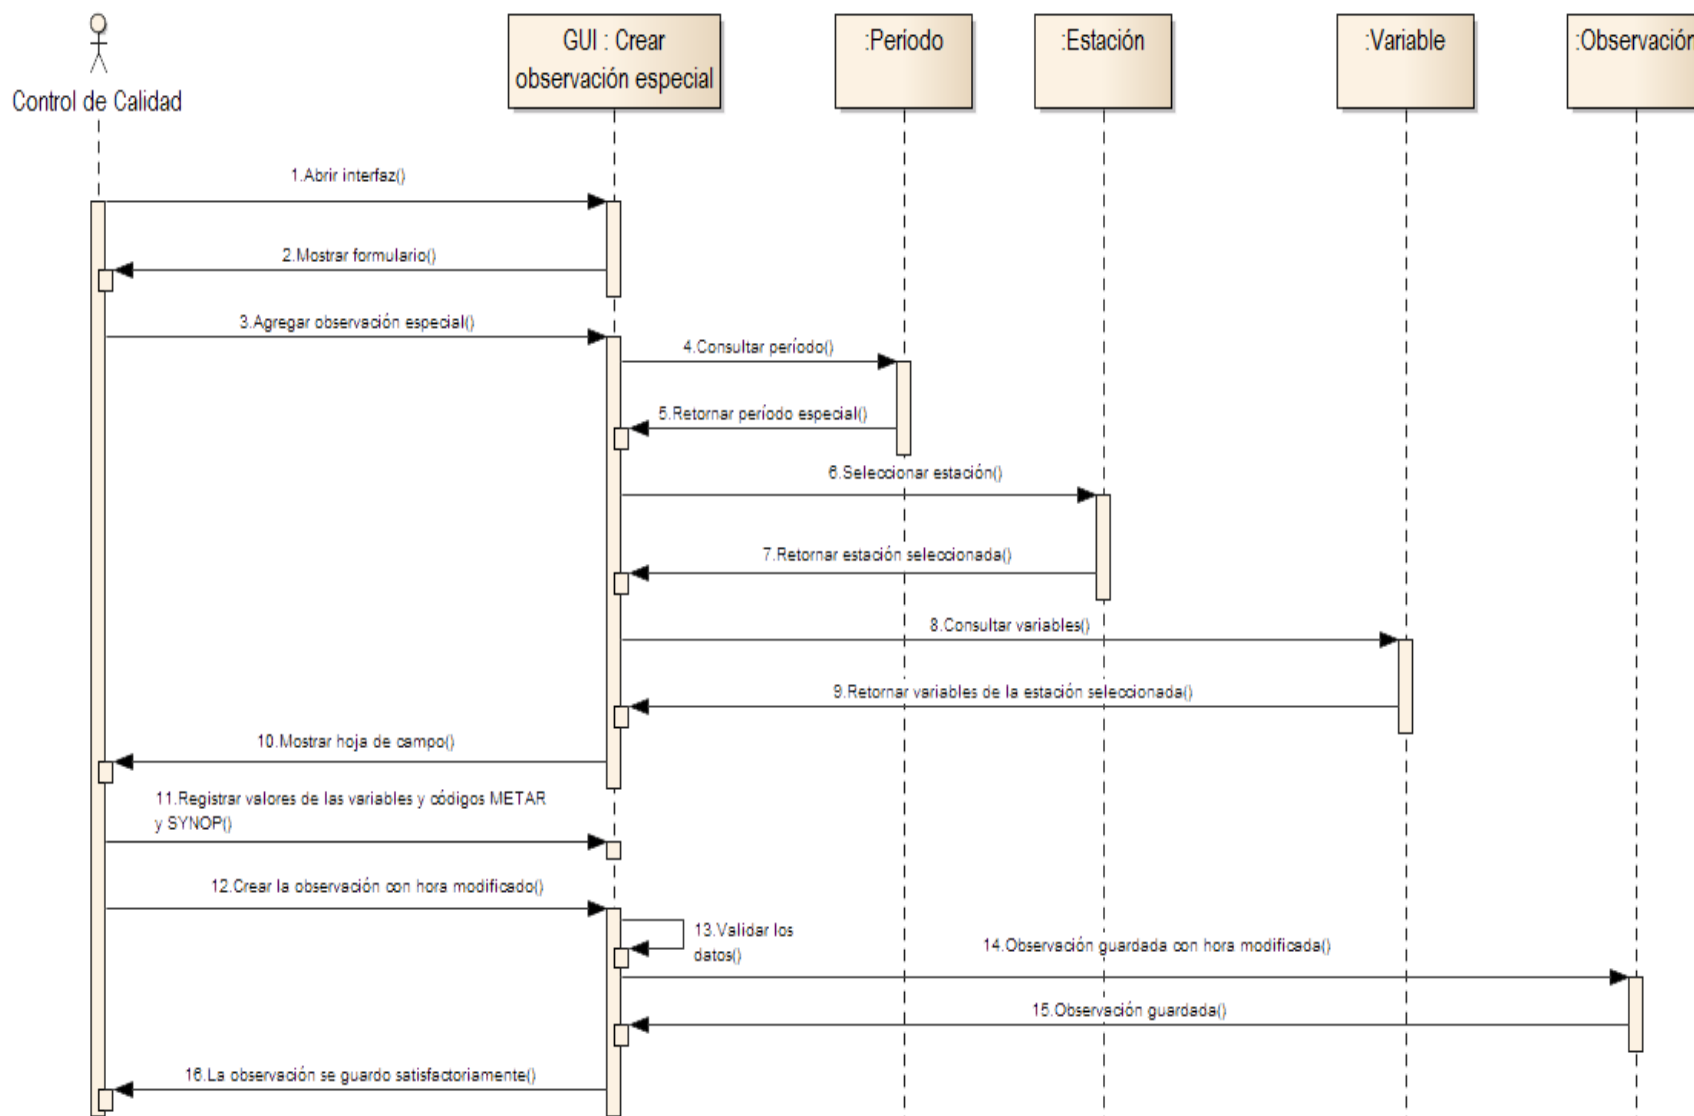 Control de Calidad
GUI : Crear
observación especial
:Período
:Estación
:Variable
:Observación
1.Abrir interfaz()
2.Mostrar formulario()
3.Agregar observación especial()
4.Consultar período()
5.Retornar período especial()
6.Seleccionar estación()
7.Retornar estación seleccionada()
8.Consultar variables()
9.Retornar variables de la estación seleccionada()
10.Mostrar hoja de campo()
11.Registrar valores de las variables y códigos METAR
y SYNOP()
12.Crear la observación con hora modificado()
13.Validar los
datos()
14.Observación guardada con hora modificada()
15.Observación guardada()
16.La observación se guardo satisfactoriamente()